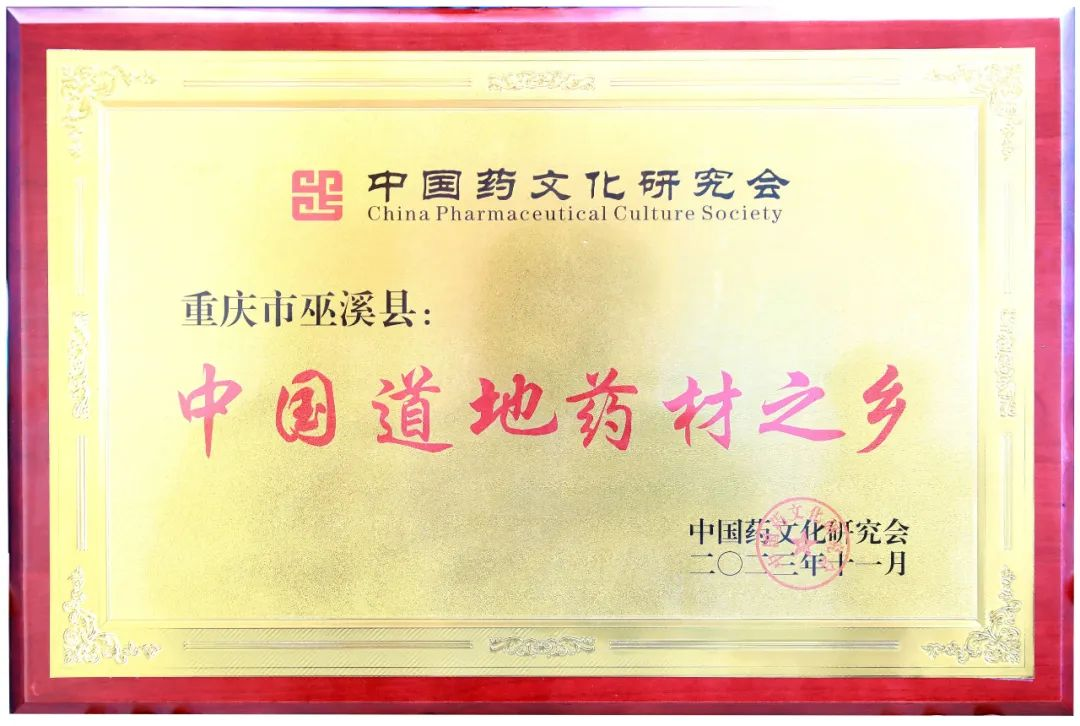 中国药文化研究会
China Pharmaceutical Culture Society
重庆市巫溪县：
中国道地药材之乡
中国药文化研究会
二〇二三年十一月